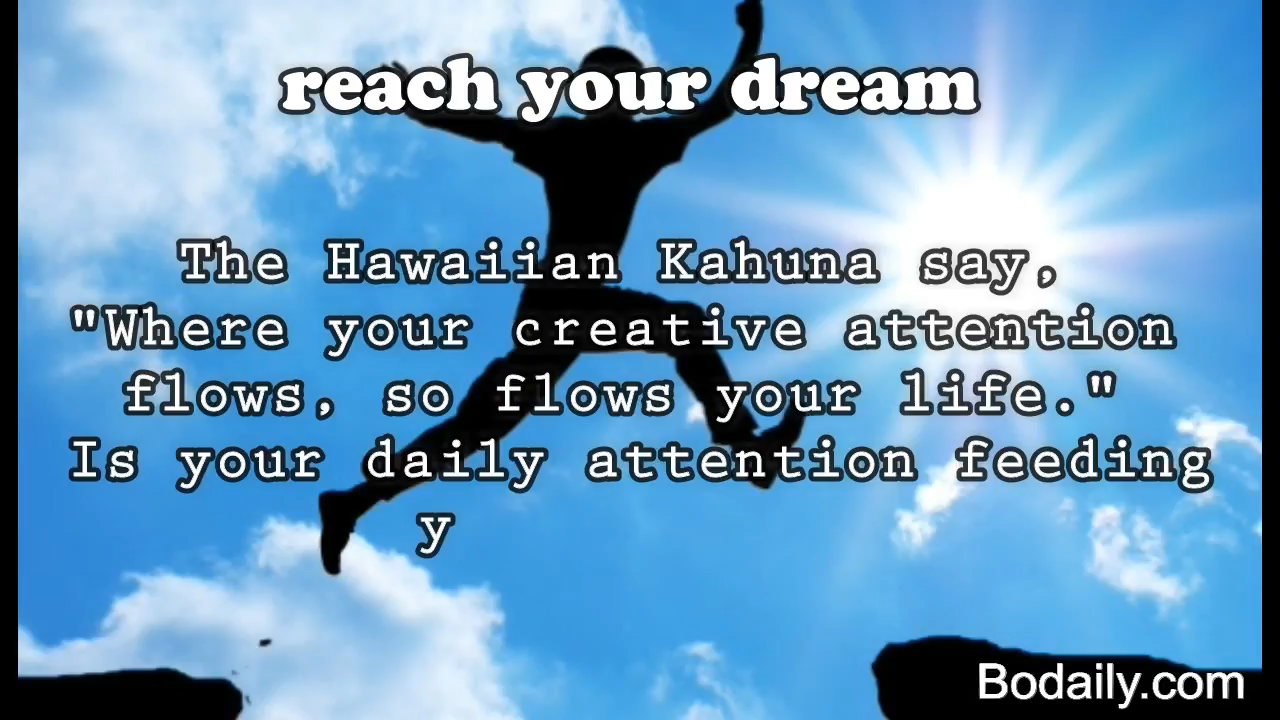 reach your dream
The Hawaiian Kahuna say,
"Where your creative attention
flows, so flows your life."
Is your daily attention feeding
y
Bodaily.com